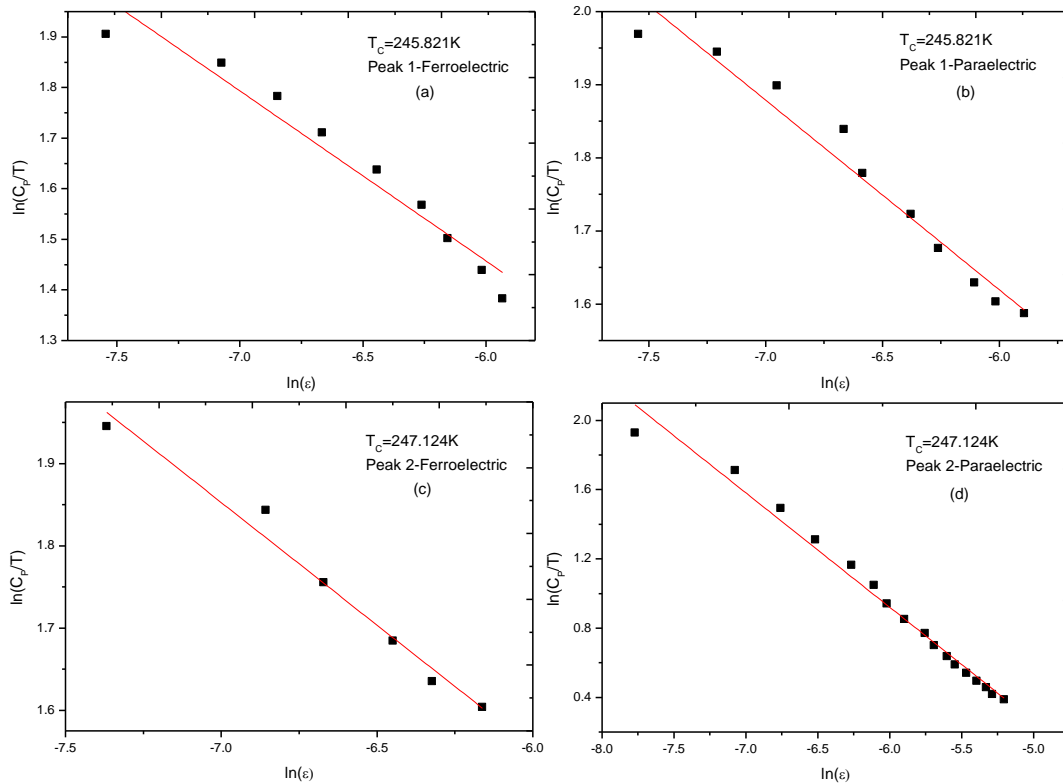 1.9
1.8
1.7
1.6
1.5
1.4
1.3
ln(C_P/T)
T_C=245.821K
Peak 1-Ferroelectric
(a)
-7.5
-7.0
-6.5
-6.0
ln(ε)
2.0
1.9
1.8
1.7
1.6
ln(C_P/T)
T_C=245.821K
Peak 1-Paraelectric
(b)
-7.5
-7.0
-6.5
-6.0
ln(ε)
1.9
1.8
1.7
1.6
ln(C_P/T)
T_C=247.124K
Peak 2-Ferroelectric
(c)
-7.5
-7.0
-6.5
-6.0
ln(ε)
2.0
1.6
1.2
0.8
0.4
ln(C_P/T)
T_C=247.124K
Peak 2-Paraelectric
(d)
-8.0
-7.5
-7.0
-6.5
-6.0
-5.5
-5.0
ln(ε)